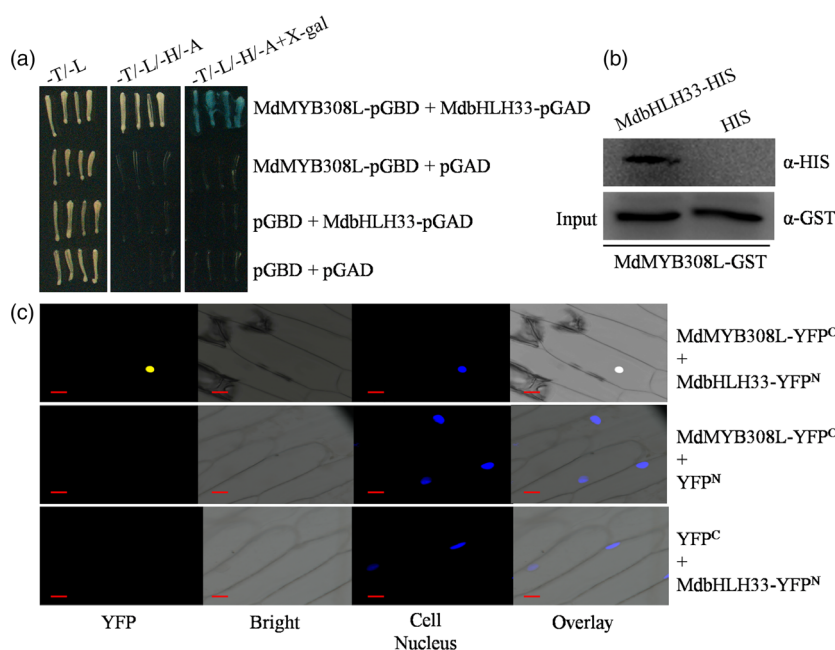 (a)
-T/-L
-T/-L/-H/-A
-T/-L/-H/-A+X-gal
MdMYB308L-pGBD + MdbHLH33-pGAD
MdMYB308L-pGBD + pGAD
pGBD + MdbHLH33-pGAD
pGBD + pGAD
(b)
MdbHLH33-HIS
HIS
α-HIS
Input
α-GST
MdMYB308L-GST
(c)
MdMYB308L-YFPC
+
MdbHLH33-YFPN
MdMYB308L-YFPC
+
YFPN
YFPC
+
MdbHLH33-YFPN
YFP
Bright
Cell
Nucleus
Overlay